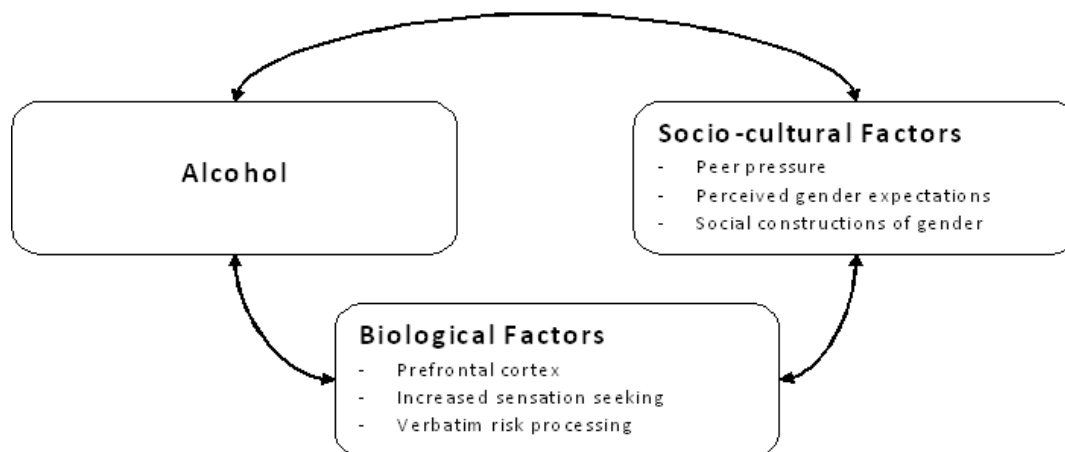 Alcohol
Socio-cultural Factors
- Peer pressure
- Perceived gender expectations
- Social constructions of gender
Biological Factors
- Prefrontal cortex
- Increased sensation seeking
- Verbatim risk processing